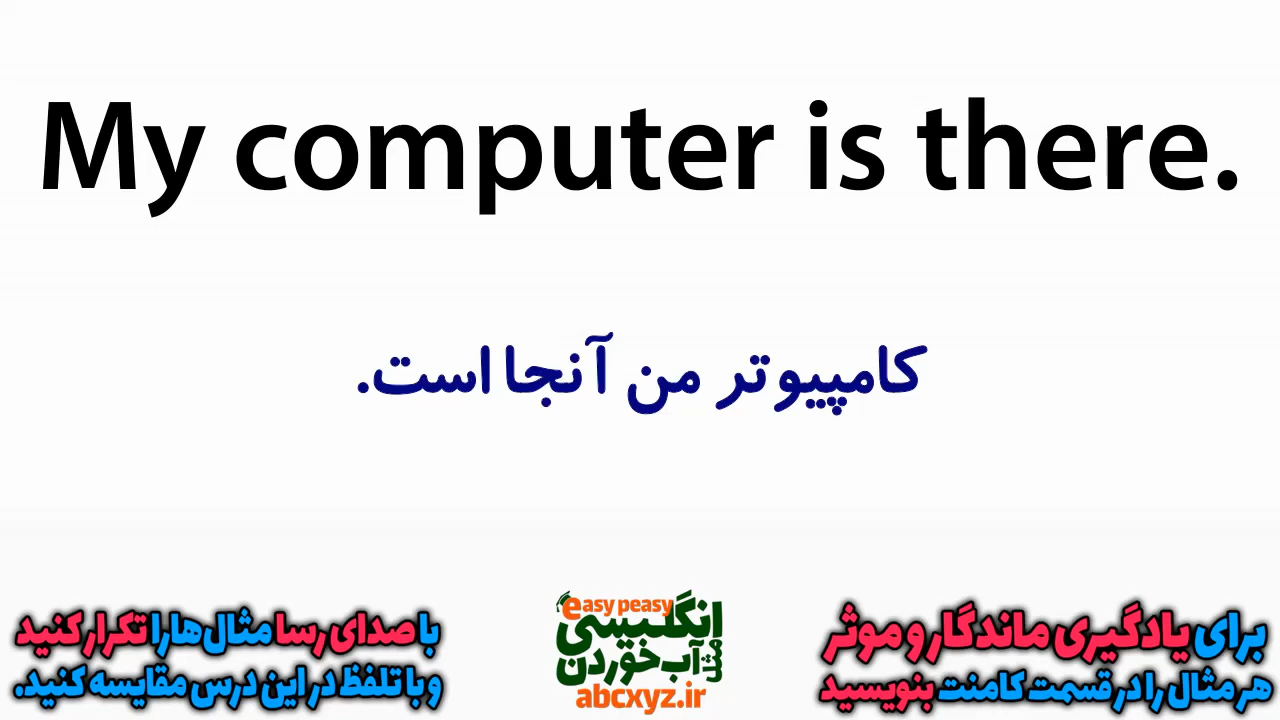 My computer is there.
کامپیوتر من آنجا است.
برای یادگیری ماندگار و موثر
هر مثال را در قسمت کامنت بنویسید
easy peasy
انگلیسی
مثل آب خوردن
abcxyz.ir
با صدای رسا مثال‌ها را تکرار کنید
و با تلفظ در این درس مقایسه کنید.